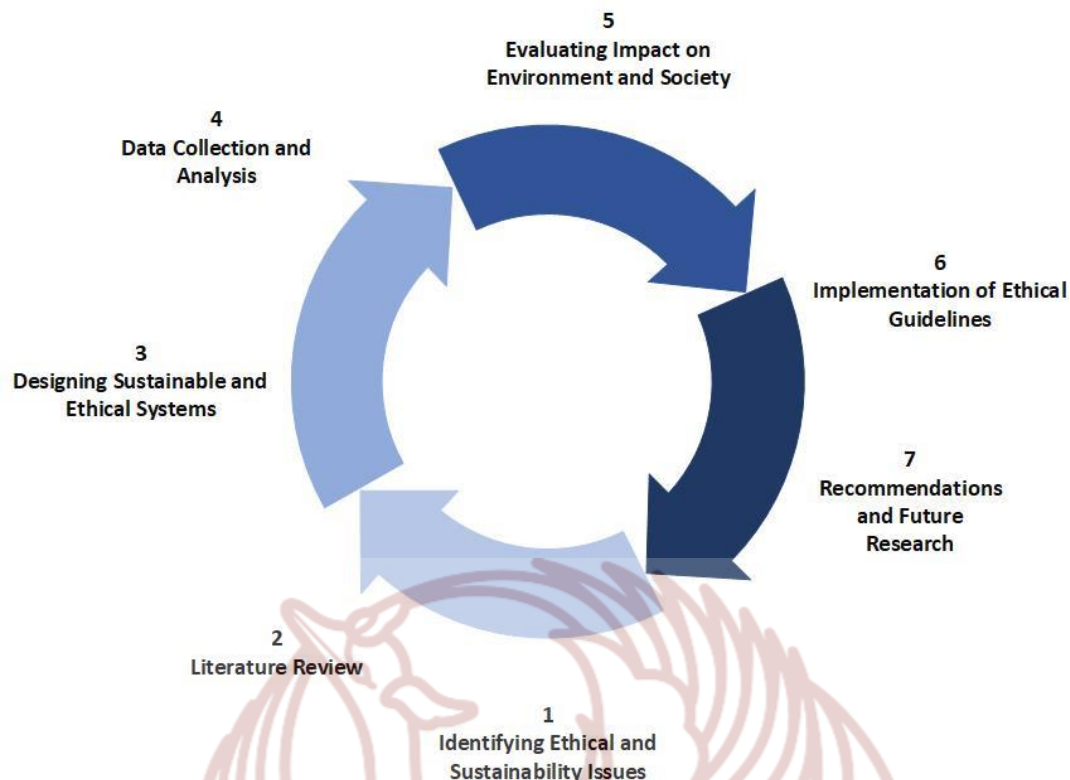 5
Evaluating Impact on
Environment and Society
4
Data Collection and
Analysis
6
Implementation of Ethical
Guidelines
3
Designing Sustainable and
Ethical Systems
7
Recommendations
and Future
Research
2
Literature Review
1
Identifying Ethical and
Sustainability Issues